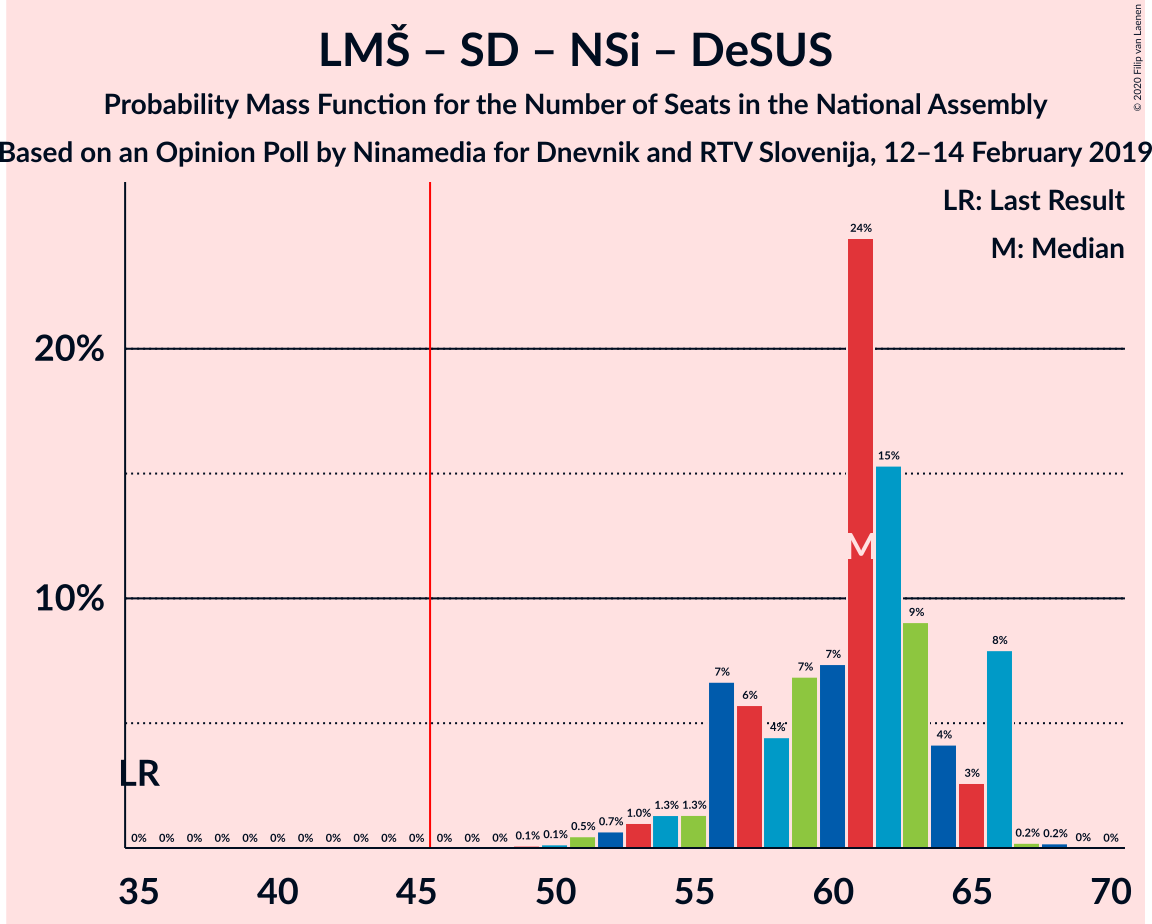 LMŠ – SD – NSi – DeSUS
Probability Mass Function for the Number of Seats in the National Assembly
Based on an Opinion Poll by Ninamedia for Dnevnik and RTV Slovenija, 12–14 February 2019
© 2020 Filip van Laenen
LR: Last Result
M: Median
24%
20%
15%
M
10%
9%
8%
7%
7%
7%
6%
4%
4%
3%
LR
0% 0% 0% 0% 0% 0% 0% 0% 0% 0% 0% 0% 0% 0% 0.1% 0.1% 0.5% 0.7% 1.0% 1.3% 1.3% 0.2% 0.2% 0% 0%
35 40 45 50 55 60 65 70